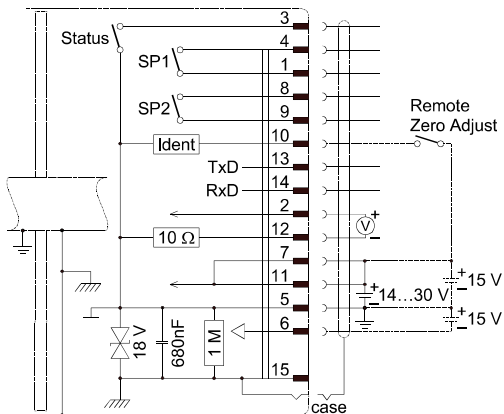 3
Status
4
SP1
1
8
SP2
9
Remote
Zero Adjust
10
Ident
TxD
13
RxD
14
2
+
V
−
10 Ω
12
7
11
+
14...30 V
+
15 V
5
6
+
15 V
18 V
680nF
1 M
15
case